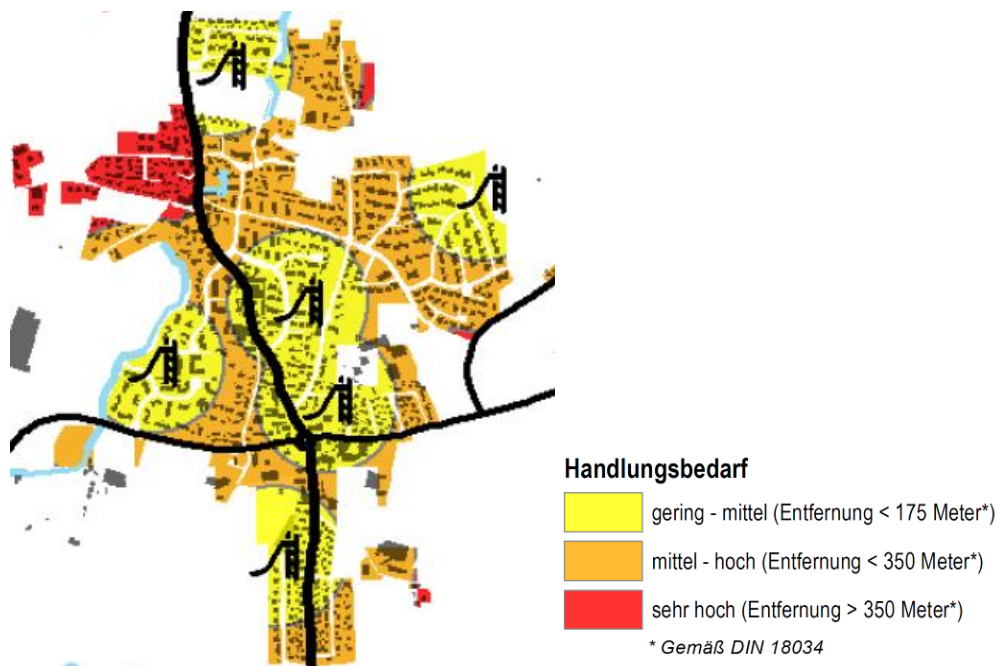 Handlungsbedarf
gering - mittel (Entfernung < 175 Meter*)
mittel - hoch (Entfernung < 350 Meter*)
sehr hoch (Entfernung > 350 Meter*)
* Gemäß DIN 18034